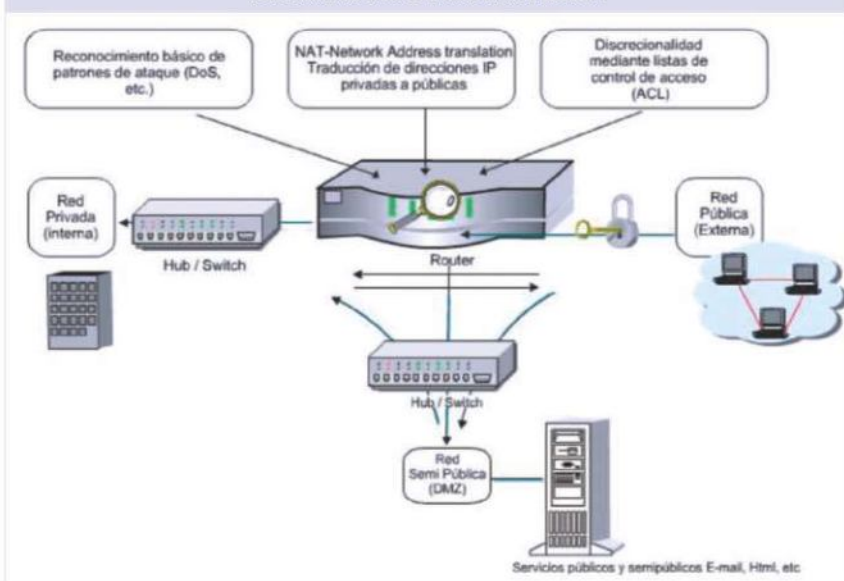 Reconocimiento básico de
patrones de ataque (DoS,
etc.)
NAT-Network Address translation
Traducción de direcciones IP
privadas a públicas
Discrecionalidad
mediante listas de
control de acceso
(ACL)
Red
Privada
(interna)
Hub / Switch
Router
Red
Pública
(Externa)
Hub / Switch
Red
Semi Pública
(DMZ)
Servicios públicos y semipúblicos E-mail, Html, etc